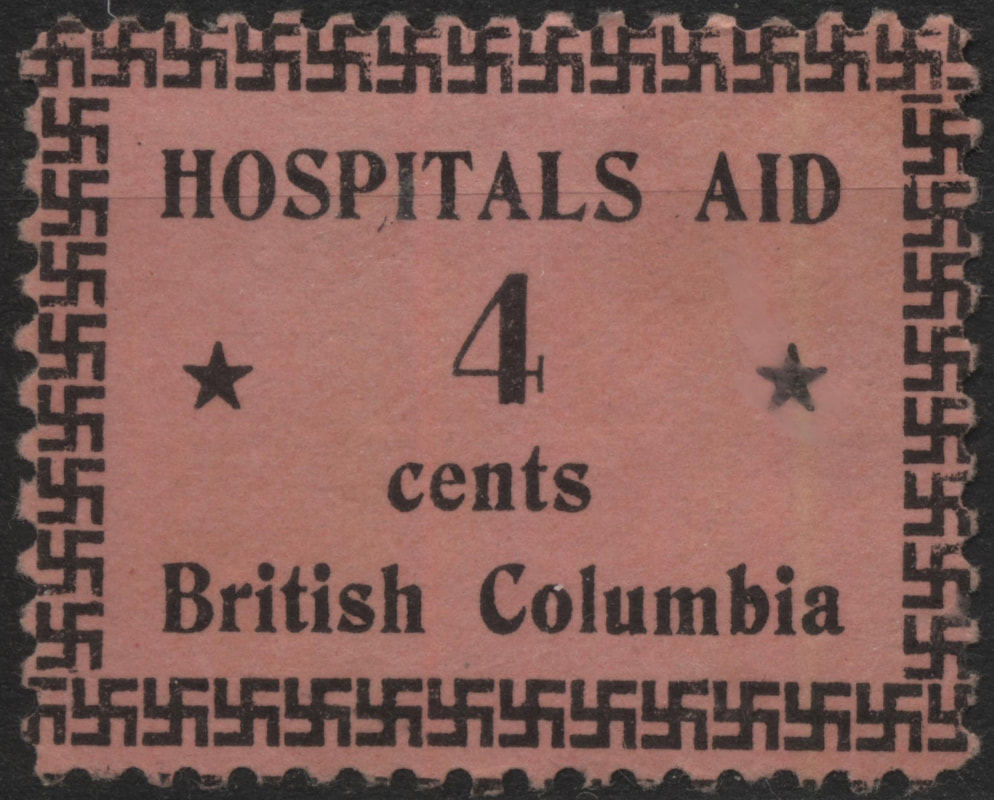 HOSPITALS AID
4
cents
British Columbia